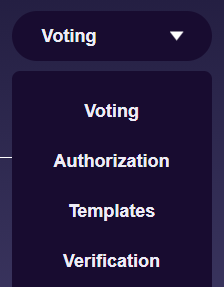 Voting
Voting
Authorization
Templates
Verification